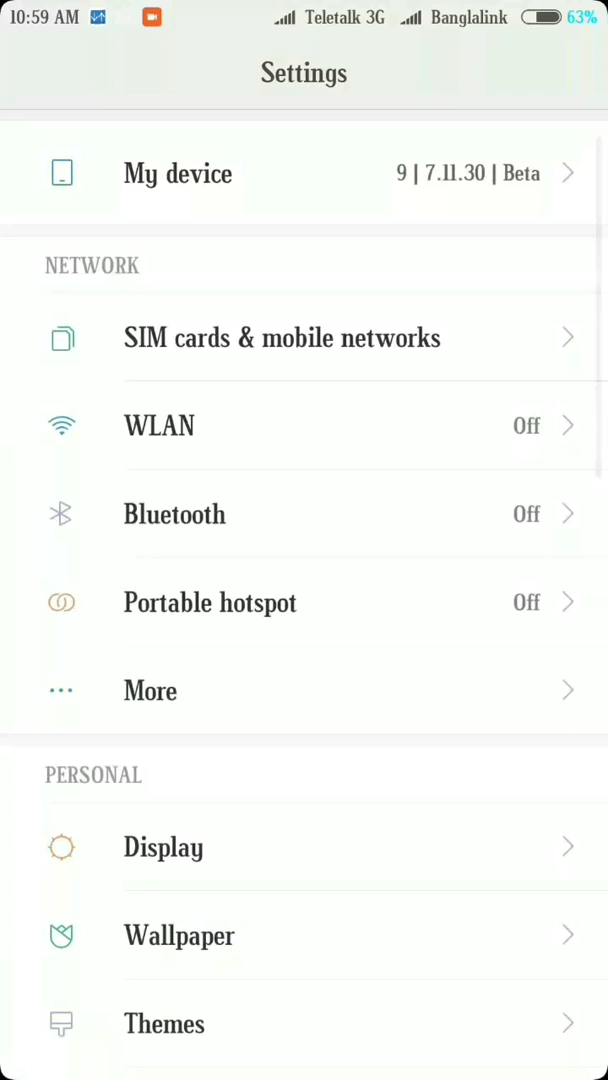 10:59 AM Teletalk 3G Banglalink 63%
Settings
My device 9 | 7.11.30 | Beta
NETWORK
SIM cards & mobile networks
WLAN Off
Bluetooth Off
Portable hotspot Off
More
PERSONAL
Display
Wallpaper
Themes